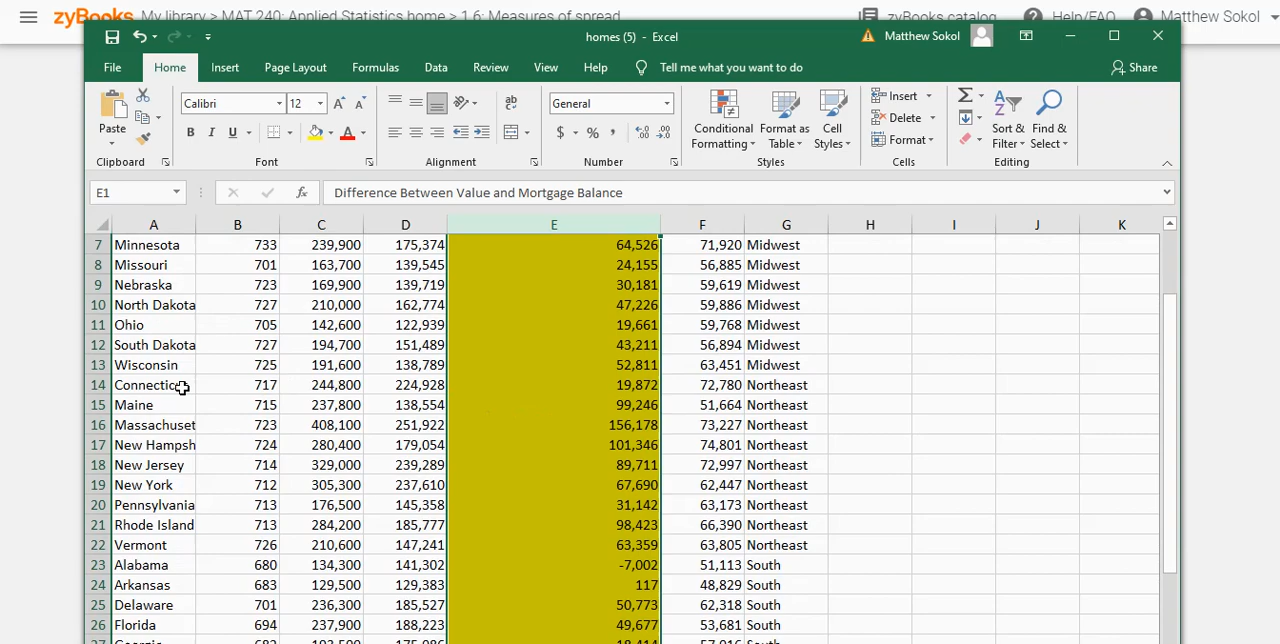 zyBooks My library > MAT 240: Applied Statistics home > 1.6: Measures of spread zyBooks catalog Help/FAQ Matthew Sokol
homes (5) - Excel Matthew Sokol
File Home Insert Page Layout Formulas Data Review View Help Tell me what you want to do Share
Paste Calibri 12 A A ab General Conditional Formatting Format as Table Cell Styles Insert Delete Format Sort & Filter Find & Select
B I U A $ % ,
Clipboard Font Alignment Number Styles Cells Editing
E1 fx Difference Between Value and Mortgage Balance
A B C D E F G H I J K
7 Minnesota 733 239,900 175,374 64,526 71,920 Midwest
8 Missouri 701 163,700 139,545 24,155 56,885 Midwest
9 Nebraska 723 169,900 139,719 30,181 59,619 Midwest
10 North Dakota 727 210,000 162,774 47,226 59,886 Midwest
11 Ohio 705 142,600 122,939 19,661 59,768 Midwest
12 South Dakota 727 194,700 151,489 43,211 56,894 Midwest
13 Wisconsin 725 191,600 138,789 52,811 63,451 Midwest
14 Connectic 717 244,800 224,928 19,872 72,780 Northeast
15 Maine 715 237,800 138,554 99,246 51,664 Northeast
16 Massachuset 723 408,100 251,922 156,178 73,227 Northeast
17 New Hampsh 724 280,400 179,054 101,346 74,801 Northeast
18 New Jersey 714 329,000 239,289 89,711 72,997 Northeast
19 New York 712 305,300 237,610 67,690 62,447 Northeast
20 Pennsylvania 713 176,500 145,358 31,142 63,173 Northeast
21 Rhode Island 713 284,200 185,777 98,423 66,390 Northeast
22 Vermont 726 210,600 147,241 63,359 63,805 Northeast
23 Alabama 680 134,300 141,302 -7,002 51,113 South
24 Arkansas 683 129,500 129,383 117 48,829 South
25 Delaware 701 236,300 185,527 50,773 62,318 South
26 Florida 694 237,900 188,223 49,677 53,681 South